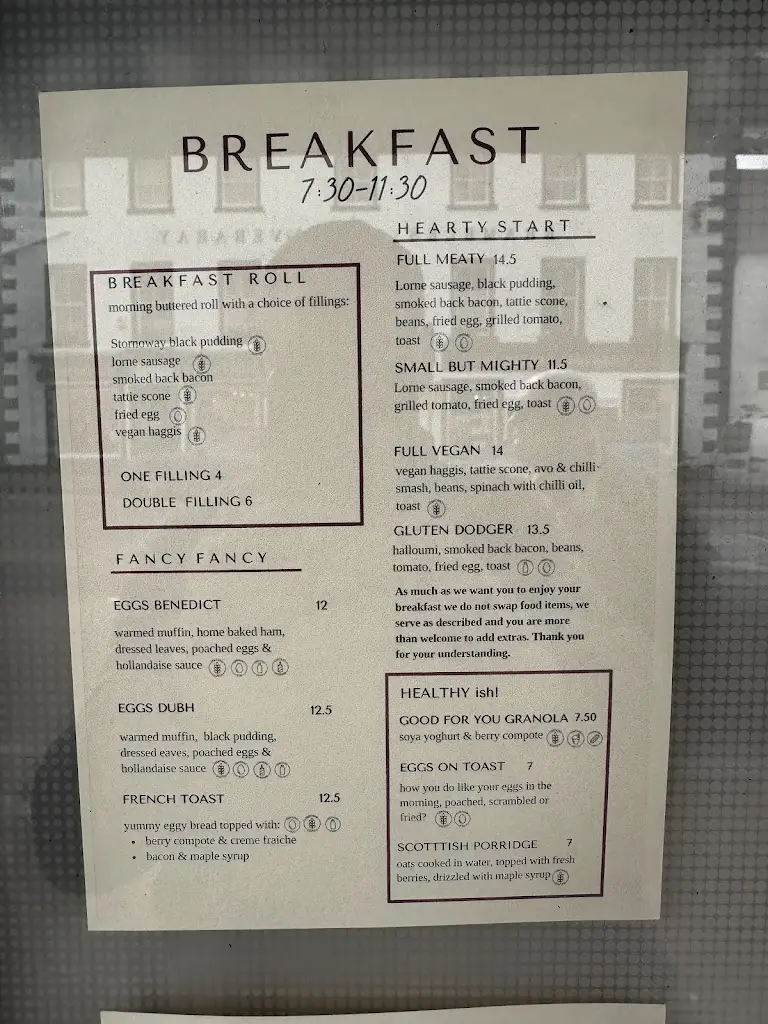 BREAKFAST
7:30-11:30
BREAKFAST ROLL
morning buttered roll with a choice of fillings:
Stornoway black pudding
lorne sausage
smoked back bacon
tattie scone
fried egg
vegan haggis
ONE FILLING 4
DOUBLE FILLING 6
FANCY FANCY
EGGS BENEDICT 12
warmed muffin, home baked ham,
dressed leaves, poached eggs &
hollandaise sauce
EGGS DUBH 12.5
warmed muffin, black pudding,
dressed eaves, poached eggs &
hollandaise sauce
FRENCH TOAST 12.5
yummy eggy bread topped with:
• berry compote & creme fraiche
• bacon & maple syrup
HEARTY START
FULL MEATY 14.5
Lorne sausage, black pudding,
smoked back bacon, tattie scone,
beans, fried egg, grilled tomato,
toast
SMALL BUT MIGHTY 11.5
Lorne sausage, smoked back bacon,
grilled tomato, fried egg, toast
FULL VEGAN 14
vegan haggis, tattie scone, avo & chilli
smash, beans, spinach with chilli oil,
toast
GLUTEN DODGER 13.5
halloumi, smoked back bacon, beans,
tomato, fried egg, toast
As much as we want you to enjoy your
breakfast we do not swap food items, we
serve as described and you are more
than welcome to add extras. Thank you
for your understanding.
HEALTHY ish!
GOOD FOR YOU GRANOLA 7.50
soya yoghurt & berry compote
EGGS ON TOAST 7
how you do like your eggs in the
morning, poached, scrambled or
fried?
SCOTTTISH PORRIDGE 7
oats cooked in water, topped with fresh
berries, drizzled with maple syrup